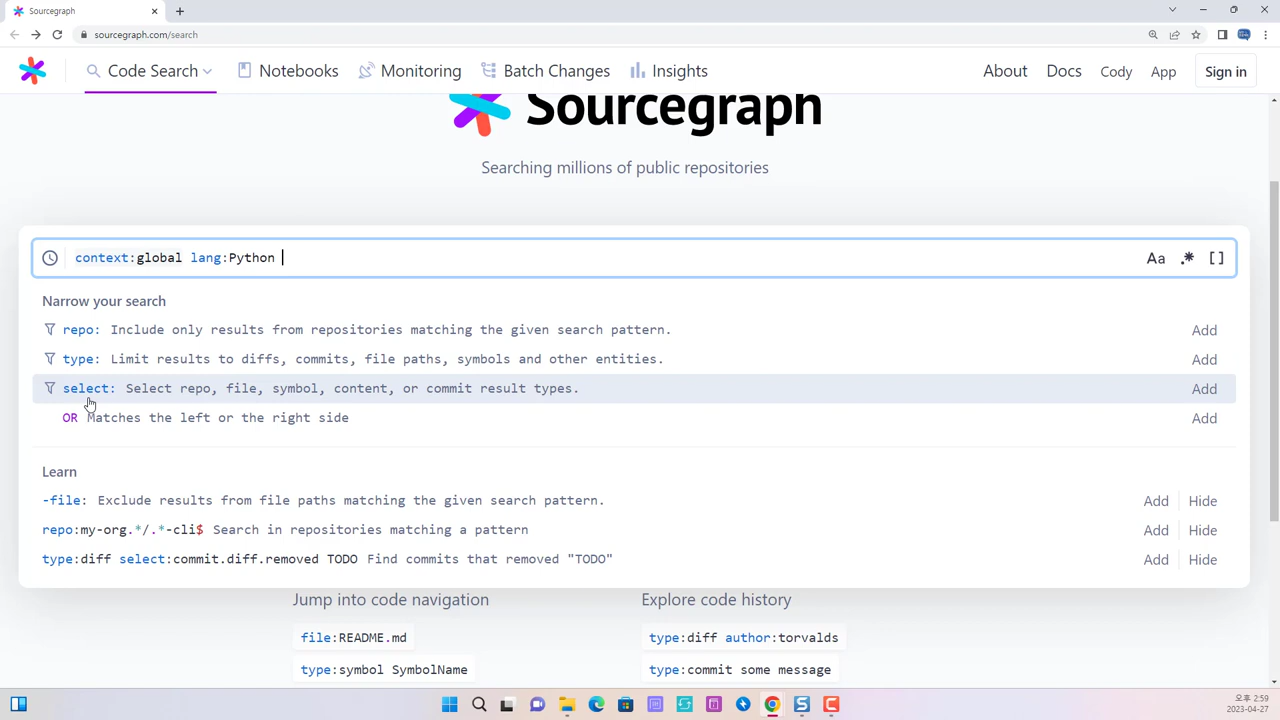 Sourcegraph
sourcegraph.com/search
Code Search
Notebooks
Monitoring
Batch Changes
Insights
About
Docs
Cody
App
Sign in
Sourcegraph
Searching millions of public repositories
context:global lang:Python
Aa .* []
Narrow your search
repo: Include only results from repositories matching the given search pattern. Add
type: Limit results to diffs, commits, file paths, symbols and other entities. Add
select: Select repo, file, symbol, content, or commit result types. Add
OR Matches the left or the right side Add
Learn
-file: Exclude results from file paths matching the given search pattern. Add Hide
repo:my-org.*/.*-cli$ Search in repositories matching a pattern Add Hide
type:diff select:commit.diff.removed TODO Find commits that removed "TODO" Add Hide
Jump into code navigation
file:README.md
type:symbol SymbolName
Explore code history
type:diff author:torvalds
type:commit some message
오후 2:59
2023-04-27